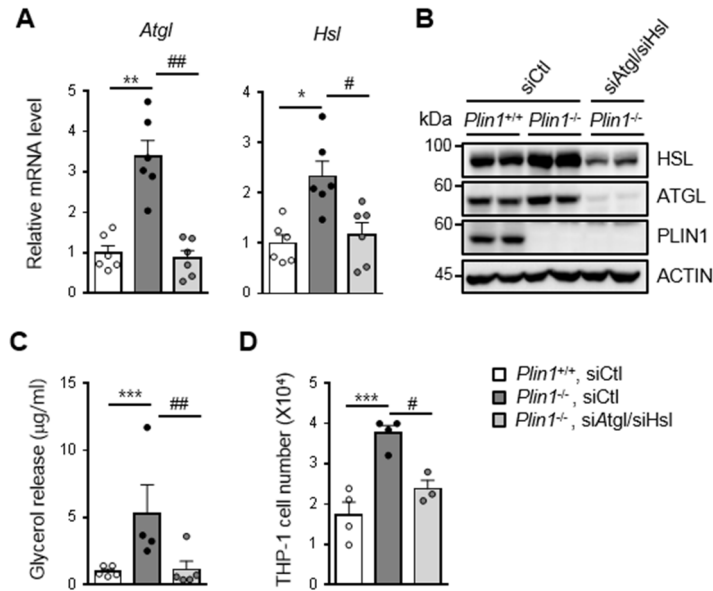 A
Atgl
Hsl
Relative mRNA level
5
4
3
2
1
0
**
##
4
3
2
1
0
*
#
B
siCtl
siAtgl/siHsl
kDa
Plin1+/+
Plin1-/-
Plin1-/-
100
HSL
60
ATGL
60
PLIN1
45
ACTIN
C
Glycerol release (µg/ml)
15
10
5
0
***
##
D
THP-1 cell number (X10⁴)
5
4
3
2
1
0
***
#
Plin1+/+, siCtl
Plin1-/-, siCtl
Plin1-/-, siAtgl/siHsl